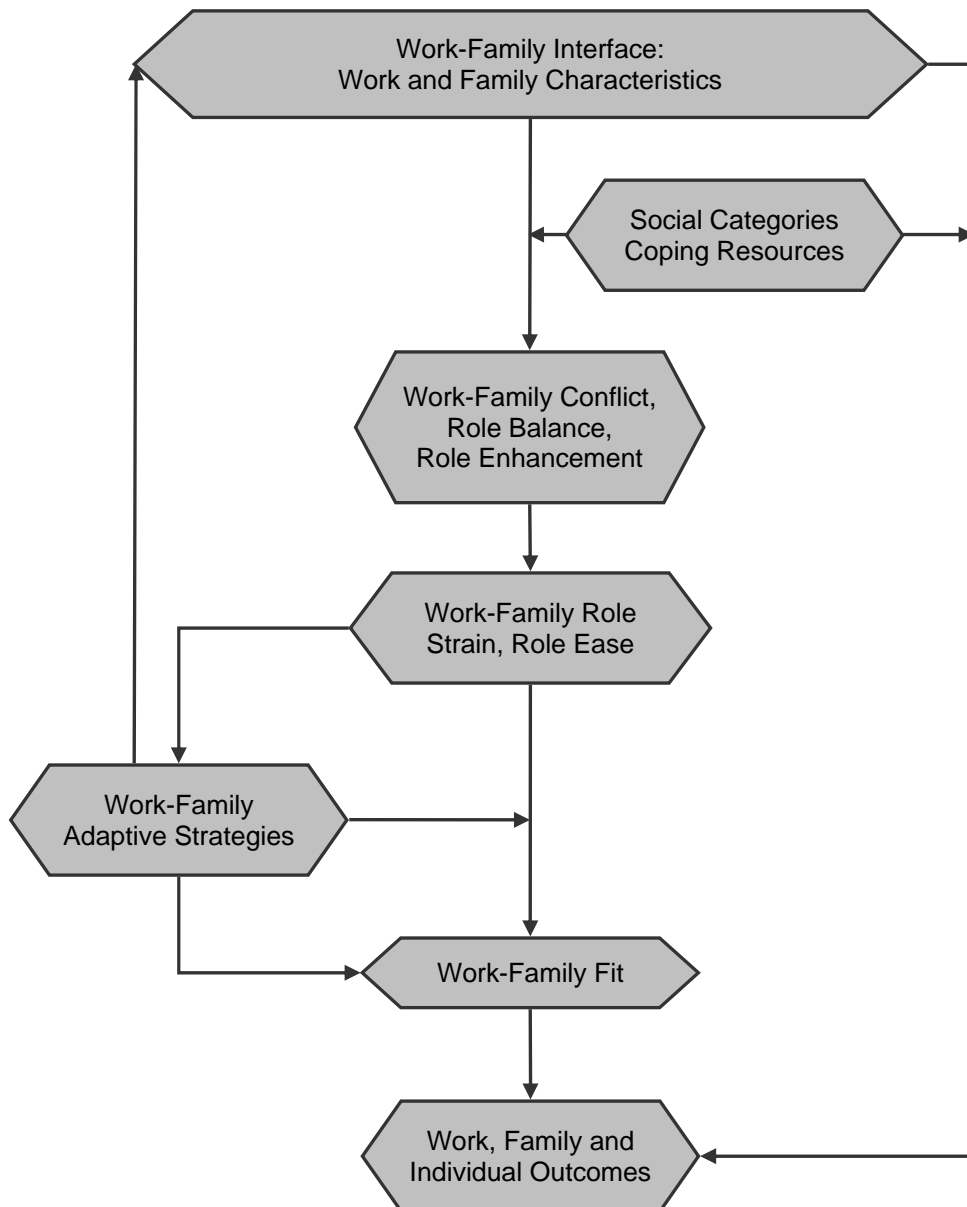 Work-Family Interface:
Work and Family Characteristics
Social Categories
Coping Resources
Work-Family Conflict,
Role Balance,
Role Enhancement
Work-Family Role
Strain, Role Ease
Work-Family
Adaptive Strategies
Work-Family Fit
Work, Family and
Individual Outcomes